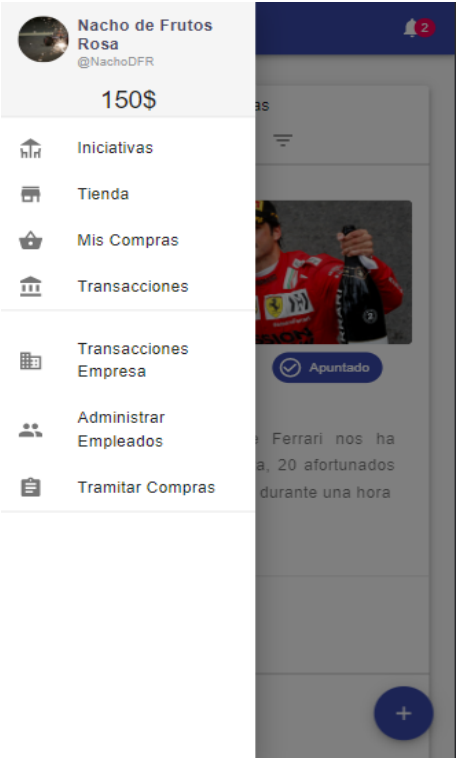 Nacho de Frutos
Rosa
@NachoDFR
150$
2
as
Iniciativas
Tienda
Mis Compras
Transacciones
Transacciones
Empresa
Apuntado
Administrar
Empleados
Ferrari nos ha
a, 20 afortunados
Tramitar Compras
durante una hora
+